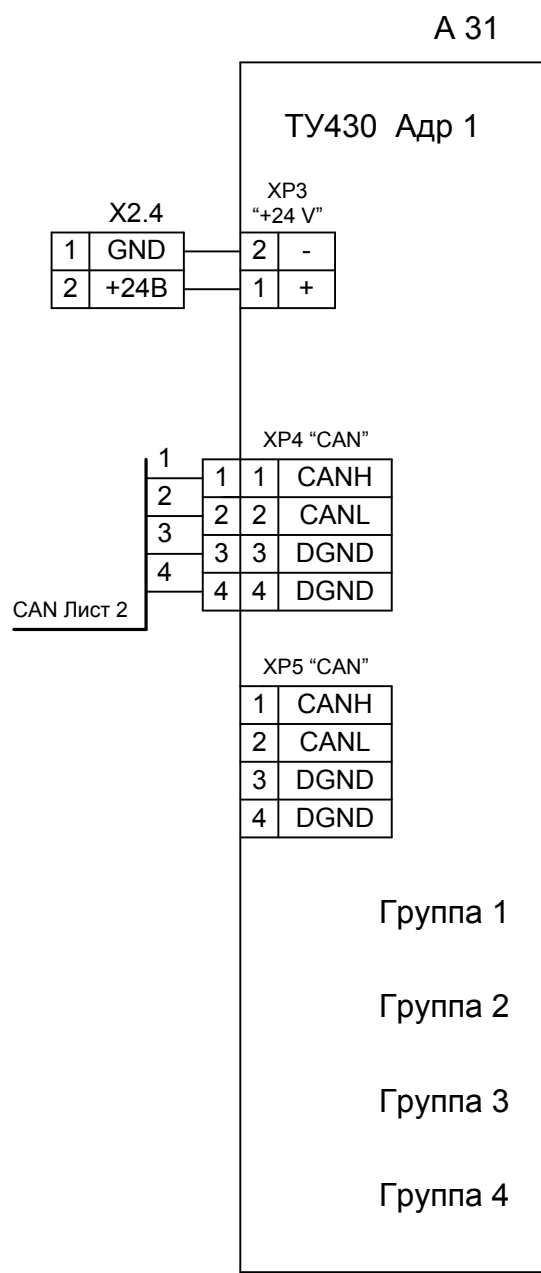 А 31
ТУ430 Адр 1
XP3
“+24 V”
X2.4
1 GND 2 -
2 +24В 1 +
XP4 “CAN”
1 1 1 CANH
2 2 2 CANL
3 3 3 DGND
4 4 4 DGND
CAN Лист 2
XP5 “CAN”
1 CANH
2 CANL
3 DGND
4 DGND
Группа 1
Группа 2
Группа 3
Группа 4